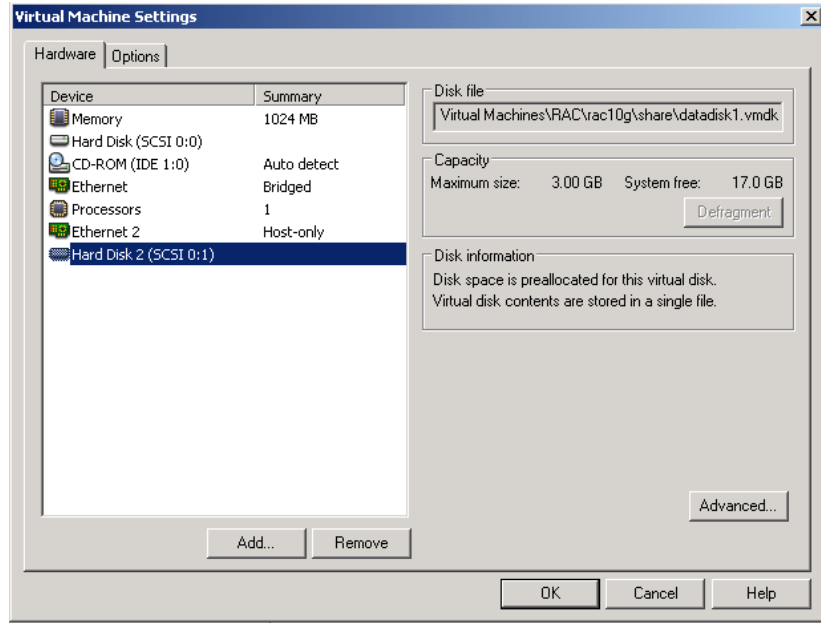 Virtual Machine Settings
Hardware Options
Device Summary
Memory 1024 MB
Hard Disk (SCSI 0:0)
CD-ROM (IDE 1:0) Auto detect
Ethernet Bridged
Processors 1
Ethernet 2 Host-only
Hard Disk 2 (SCSI 0:1)
Add... Remove
Disk file
Virtual Machines\RAC\rac10g\share\datadisk1.vmdk
Capacity
Maximum size: 3.00 GB System free: 17.0 GB
Defragment
Disk information
Disk space is preallocated for this virtual disk.
Virtual disk contents are stored in a single file.
Advanced...
OK Cancel Help